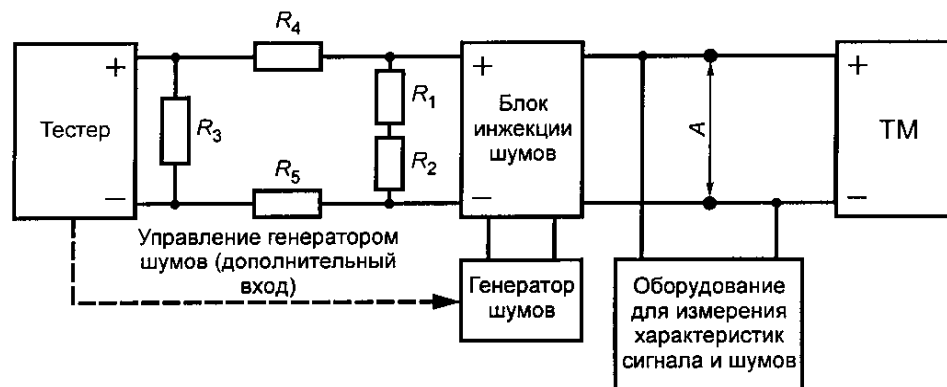 Тестер
+
−
R3
R4
R5
R1
R2
+
−
Блок
инжекции
шумов
A
+
−
ТМ
Управление генератором
шумов (дополнительный
вход)
Генератор
шумов
Оборудование
для измерения
характеристик
сигнала и шумов